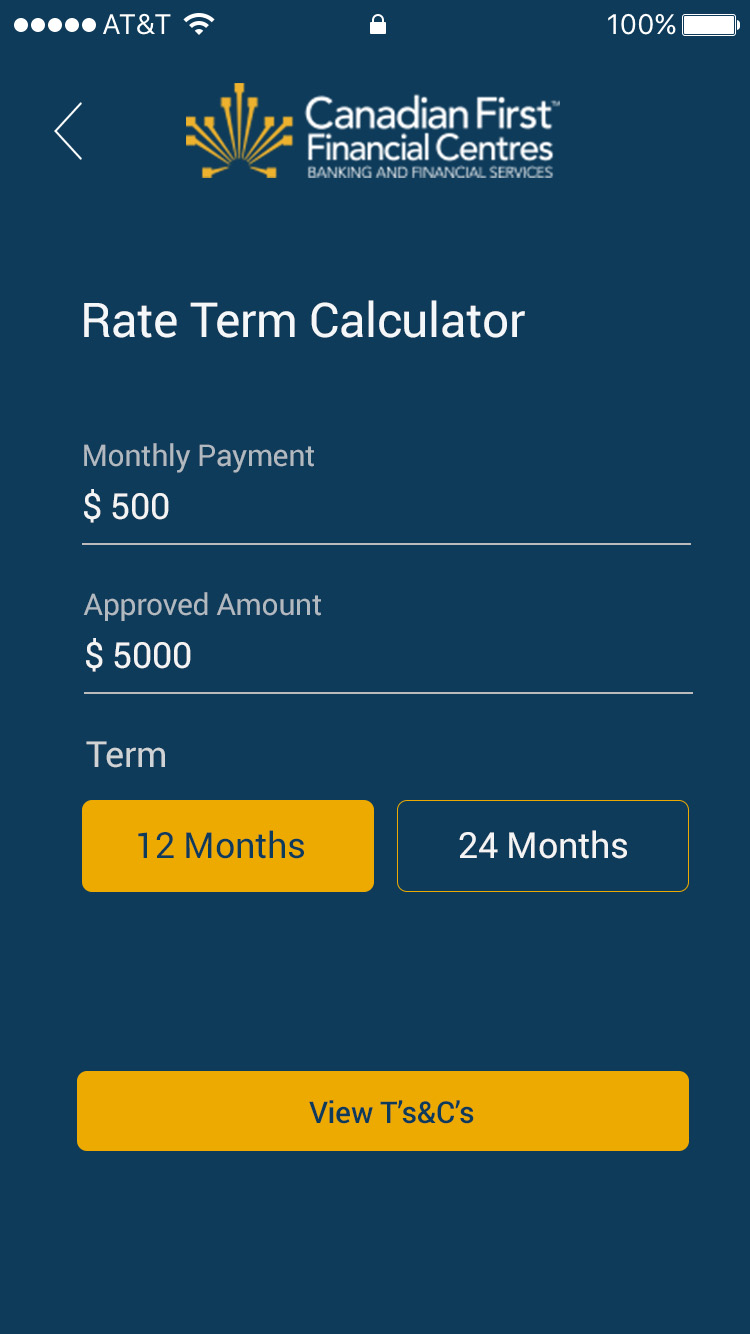 AT&T 100%
Canadian First™
Financial Centres
BANKING AND FINANCIAL SERVICES
Rate Term Calculator
Monthly Payment
$ 500
Approved Amount
$ 5000
Term
12 Months 24 Months
View T’s&C’s